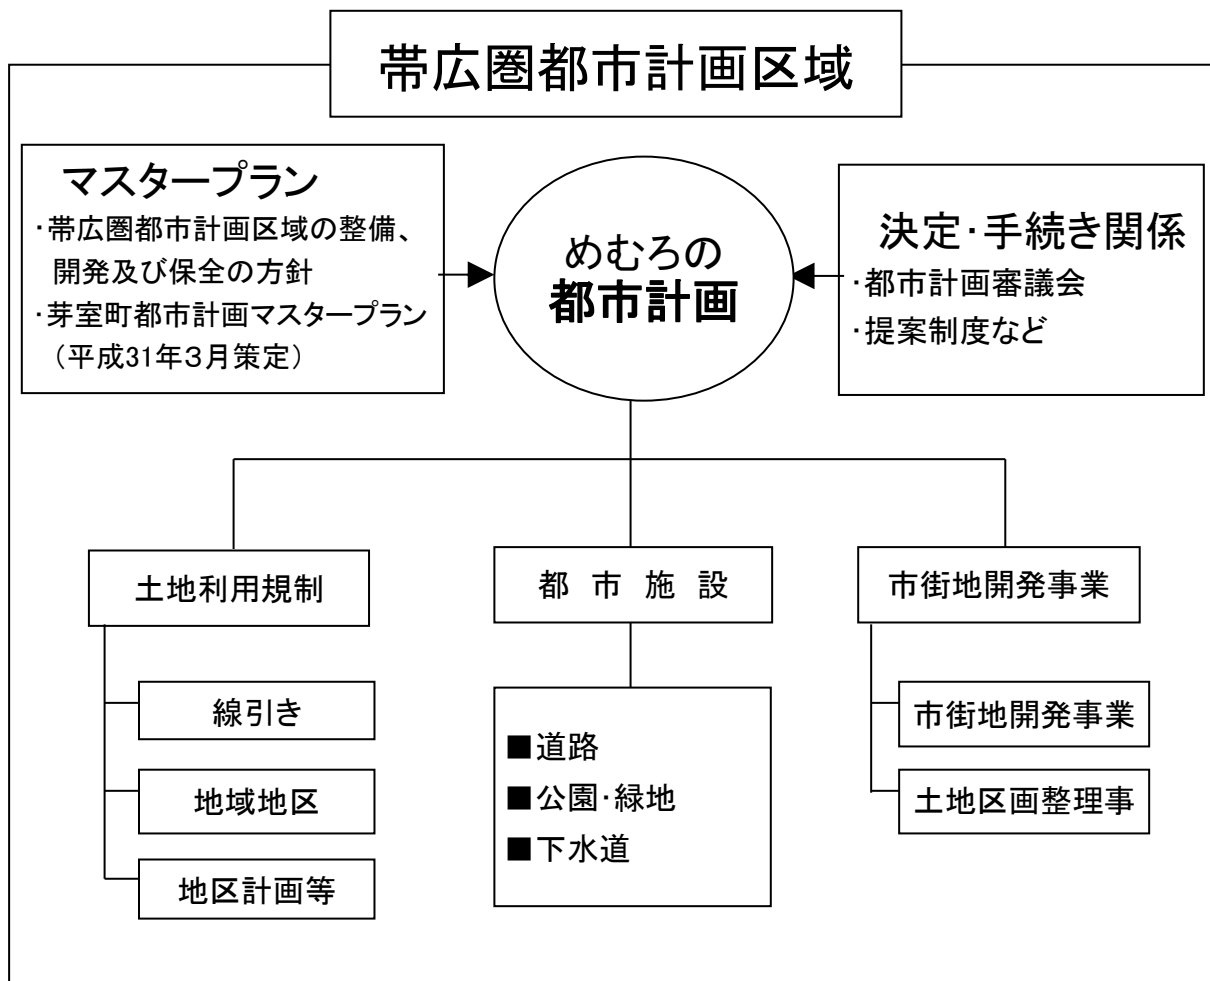 帯広圏都市計画区域
マスタープラン
・帯広圏都市計画区域の整備、
開発及び保全の方針
・芽室町都市計画マスタープラン
（平成31年３月策定）
めむろの
都市計画
決定・手続き関係
・都市計画審議会
・提案制度など
土地利用規制
線引き
地域地区
地区計画等
都 市 施 設
■道路
■公園・緑地
■下水道
市街地開発事業
市街地開発事業
土地区画整理事